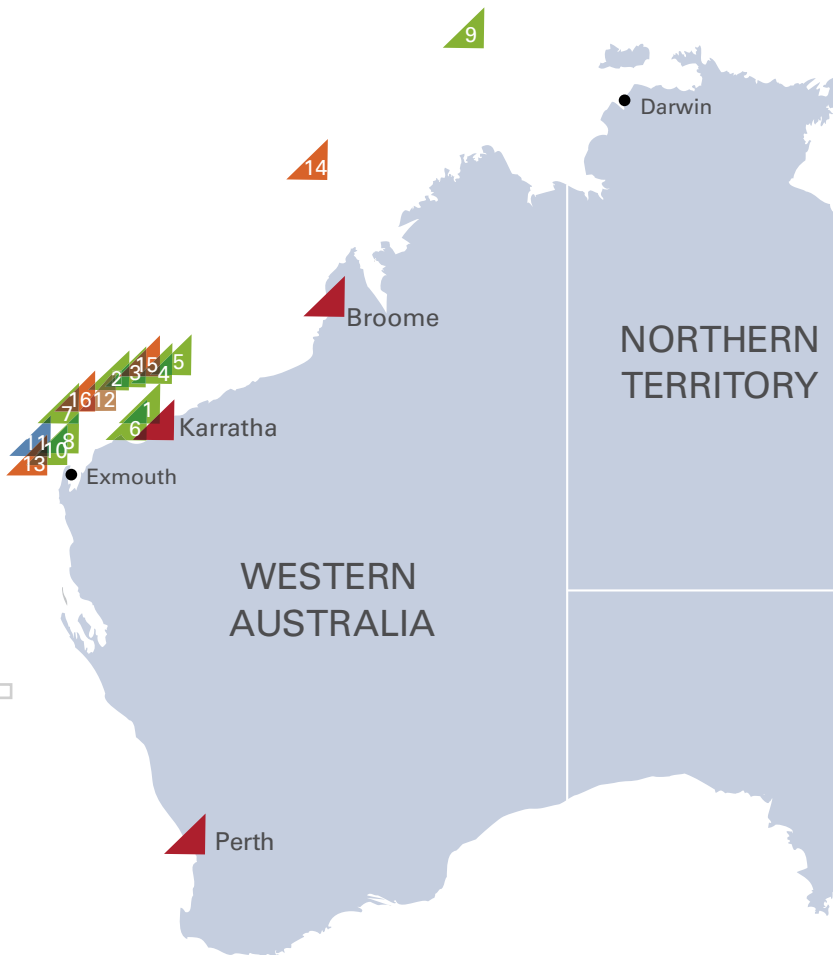 9
Darwin
14
Broome
NORTHERN
TERRITORY
15
5
2
3
4
16
12
7
1
6
Karratha
11
8
10
13
Exmouth
WESTERN
AUSTRALIA
Perth